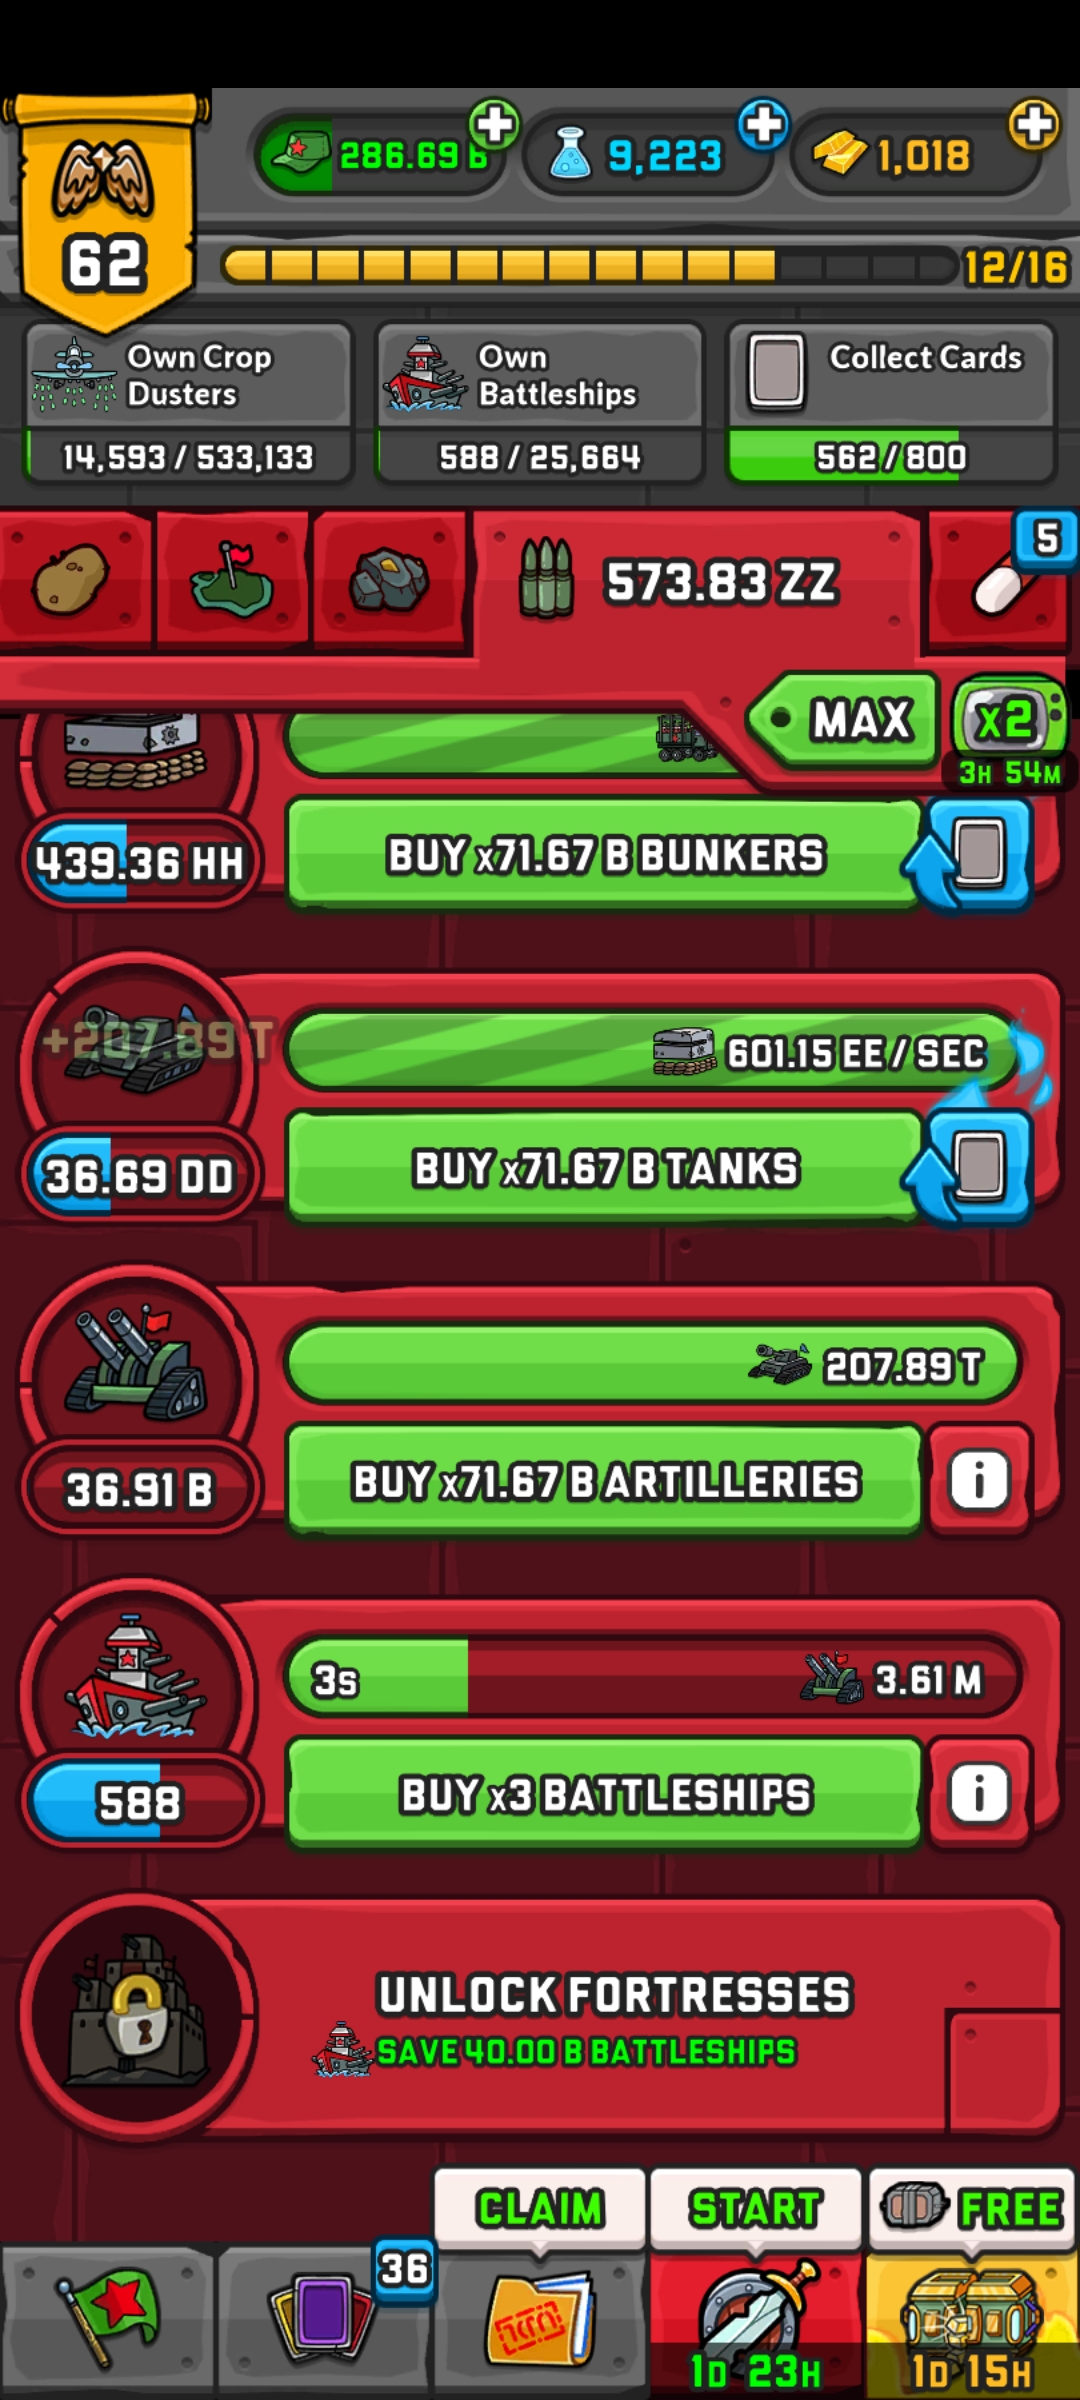 62
286.69 B
9,223
1,018
12/16
Own Crop
Dusters
14,593 / 533,133
Own
Battleships
588 / 25,664
Collect Cards
562 / 800
573.83 ZZ
5
MAX
x2
3H 54M
439.36 HH
BUY x71.67 B BUNKERS
+207.89 T
601.15 EE / SEC
36.69 DD
BUY x71.67 B TANKS
207.89 T
36.91 B
BUY x71.67 B ARTILLERIES
i
3s
3.61 M
588
BUY x3 BATTLESHIPS
i
UNLOCK FORTRESSES
SAVE 40.00 B BATTLESHIPS
CLAIM
START
FREE
36
1D 23H
1D 15H